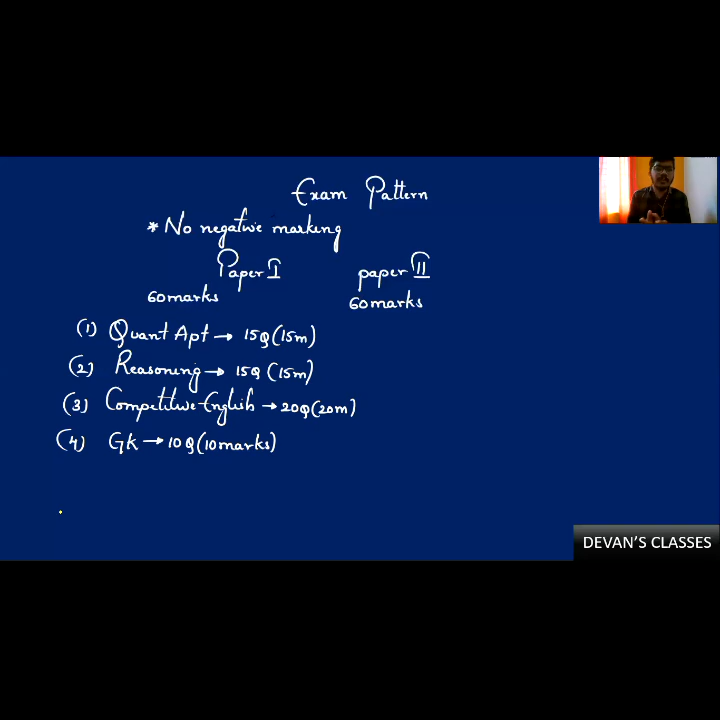 Exam Pattern
* No negative marking
Paper I paper II
60marks 60marks
(1) Quant Apt → 15Q(15m)
(2) Reasoning → 15Q (15m)
(3) Competitive English → 20Q(20m)
(4) Gk → 10Q(10marks)
DEVAN'S CLASSES